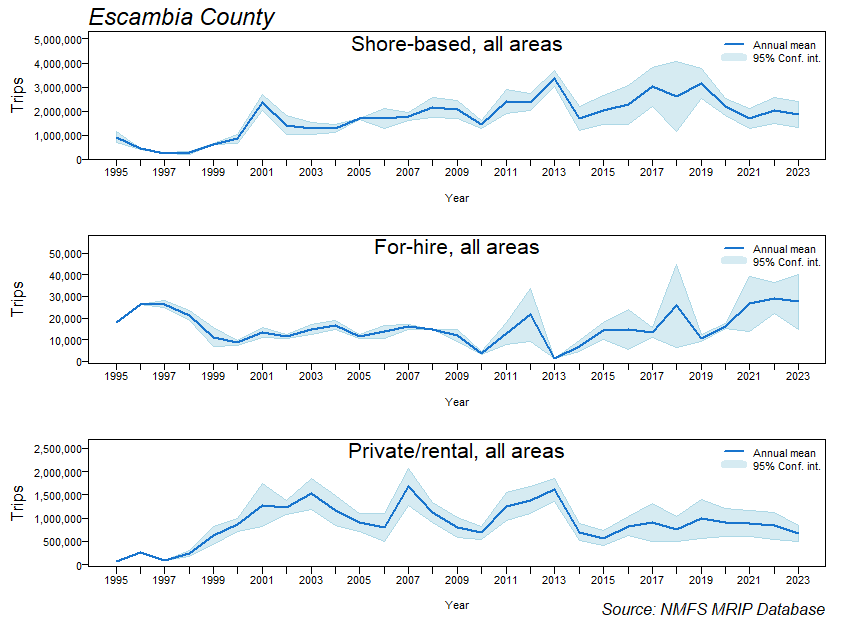 Escambia County
Shore-based, all areas
Annual mean
95% Conf. int.
Trips
5,000,000
4,000,000
3,000,000
2,000,000
1,000,000
0
1995 1997 1999 2001 2003 2005 2007 2009 2011 2013 2015 2017 2019 2021 2023
Year
For-hire, all areas
Annual mean
95% Conf. int.
Trips
50,000
40,000
30,000
20,000
10,000
0
1995 1997 1999 2001 2003 2005 2007 2009 2011 2013 2015 2017 2019 2021 2023
Year
Private/rental, all areas
Annual mean
95% Conf. int.
Trips
2,500,000
2,000,000
1,500,000
1,000,000
500,000
0
1995 1997 1999 2001 2003 2005 2007 2009 2011 2013 2015 2017 2019 2021 2023
Year
Source: NMFS MRIP Database